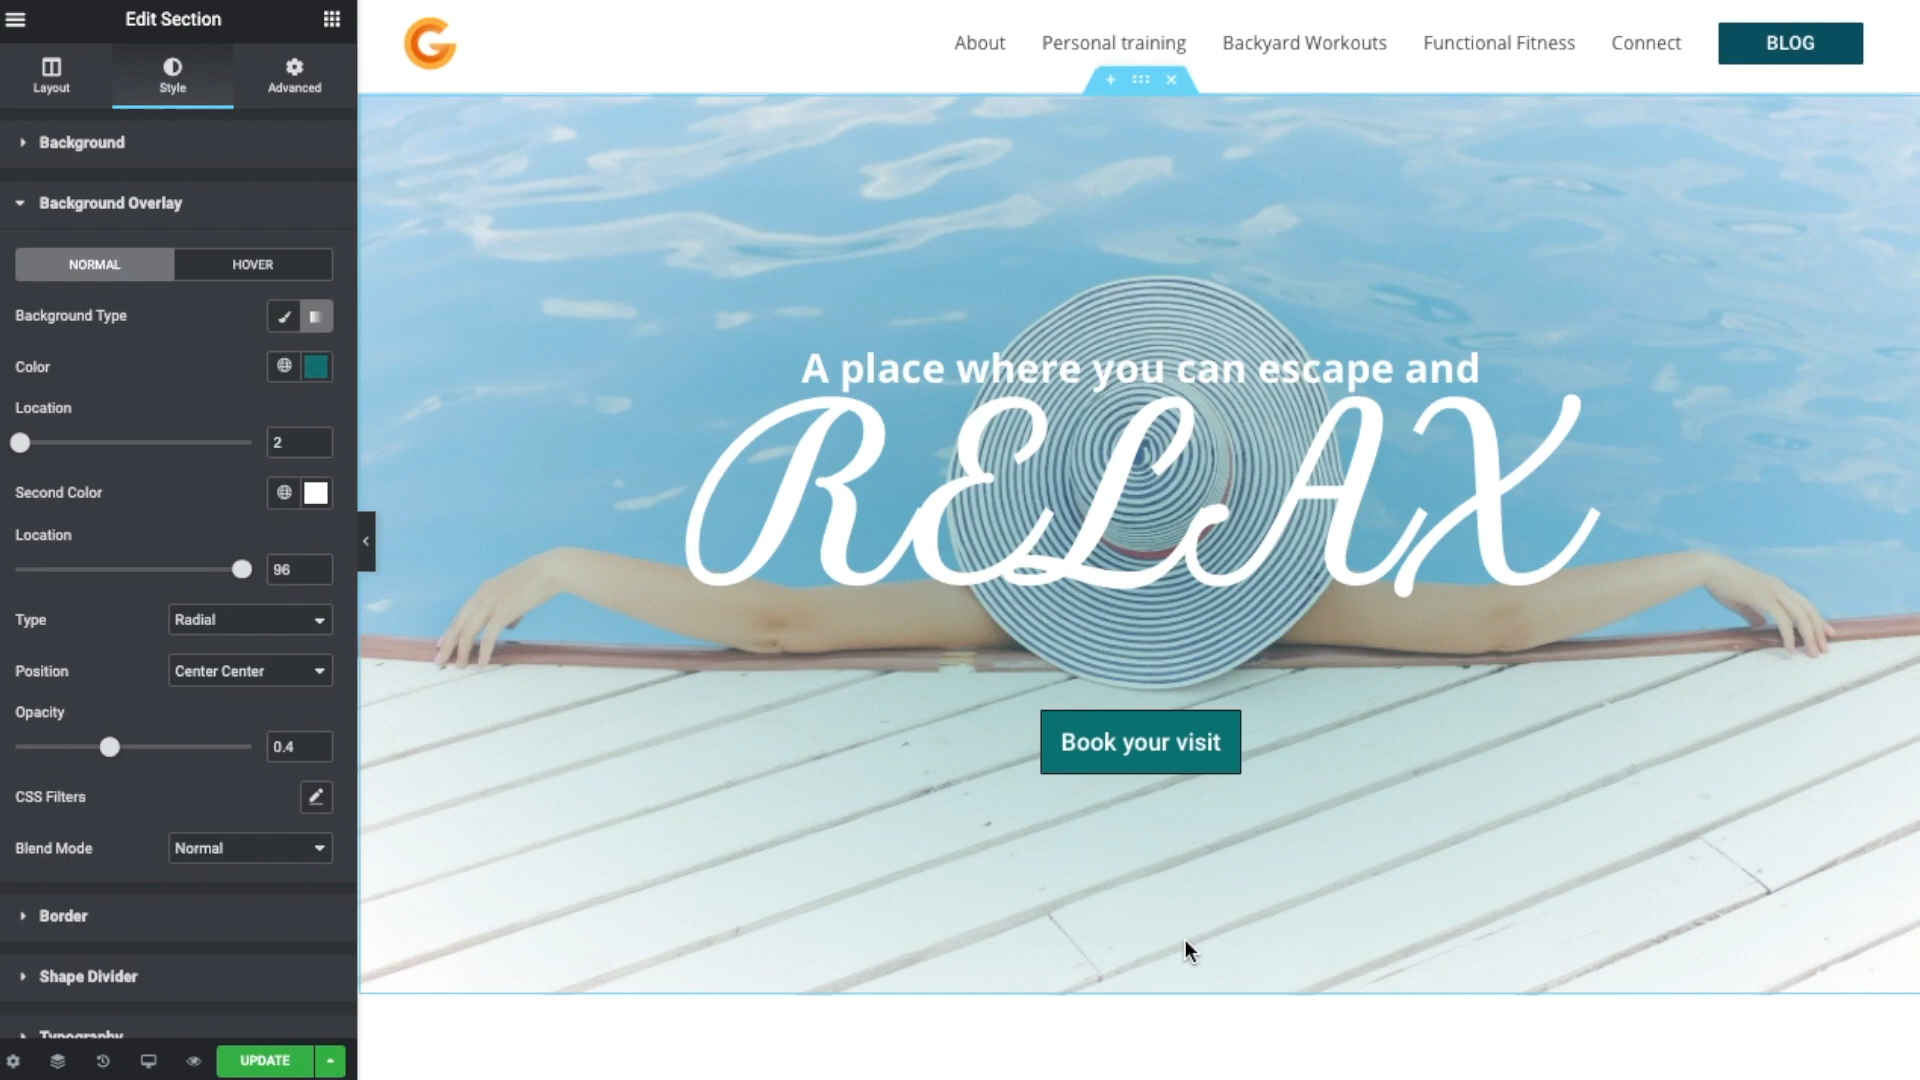 Edit Section
Layout
Style
Advanced
Background
Background Overlay
NORMAL
HOVER
Background Type
Color
Location
2
Second Color
Location
96
Type
Radial
Position
Center Center
Opacity
0.4
CSS Filters
Blend Mode
Normal
Border
Shape Divider
Typography
UPDATE
G
About
Personal training
Backyard Workouts
Functional Fitness
Connect
BLOG
A place where you can escape and
RELAX
Book your visit